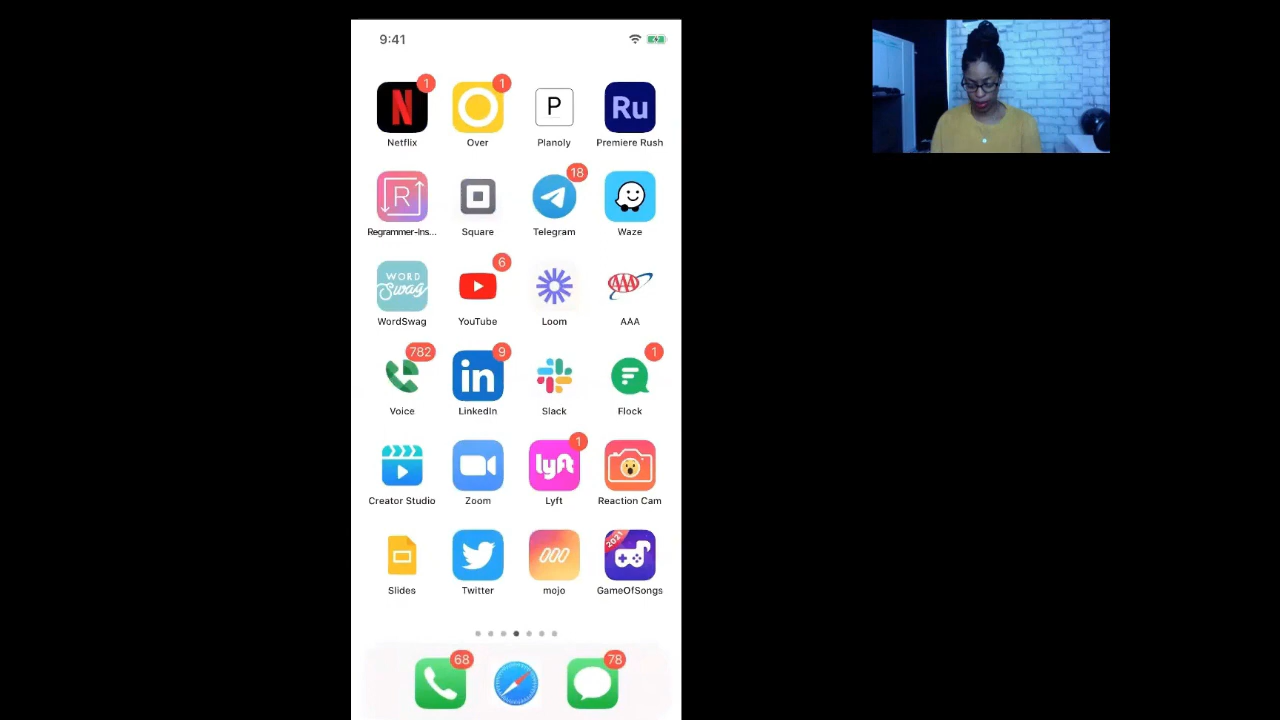 9:41
1 1
N P Ru
Netflix Over Planoly Premiere Rush
18
R
Regrammer-Ins... Square Telegram Waze
6
WORD
Swag AAA
WordSwag YouTube Loom AAA
782 9 1
in
Voice LinkedIn Slack Flock
1
lyft
Creator Studio Zoom Lyft Reaction Cam
2021
Slides Twitter mojo GameOfSongs
68 78